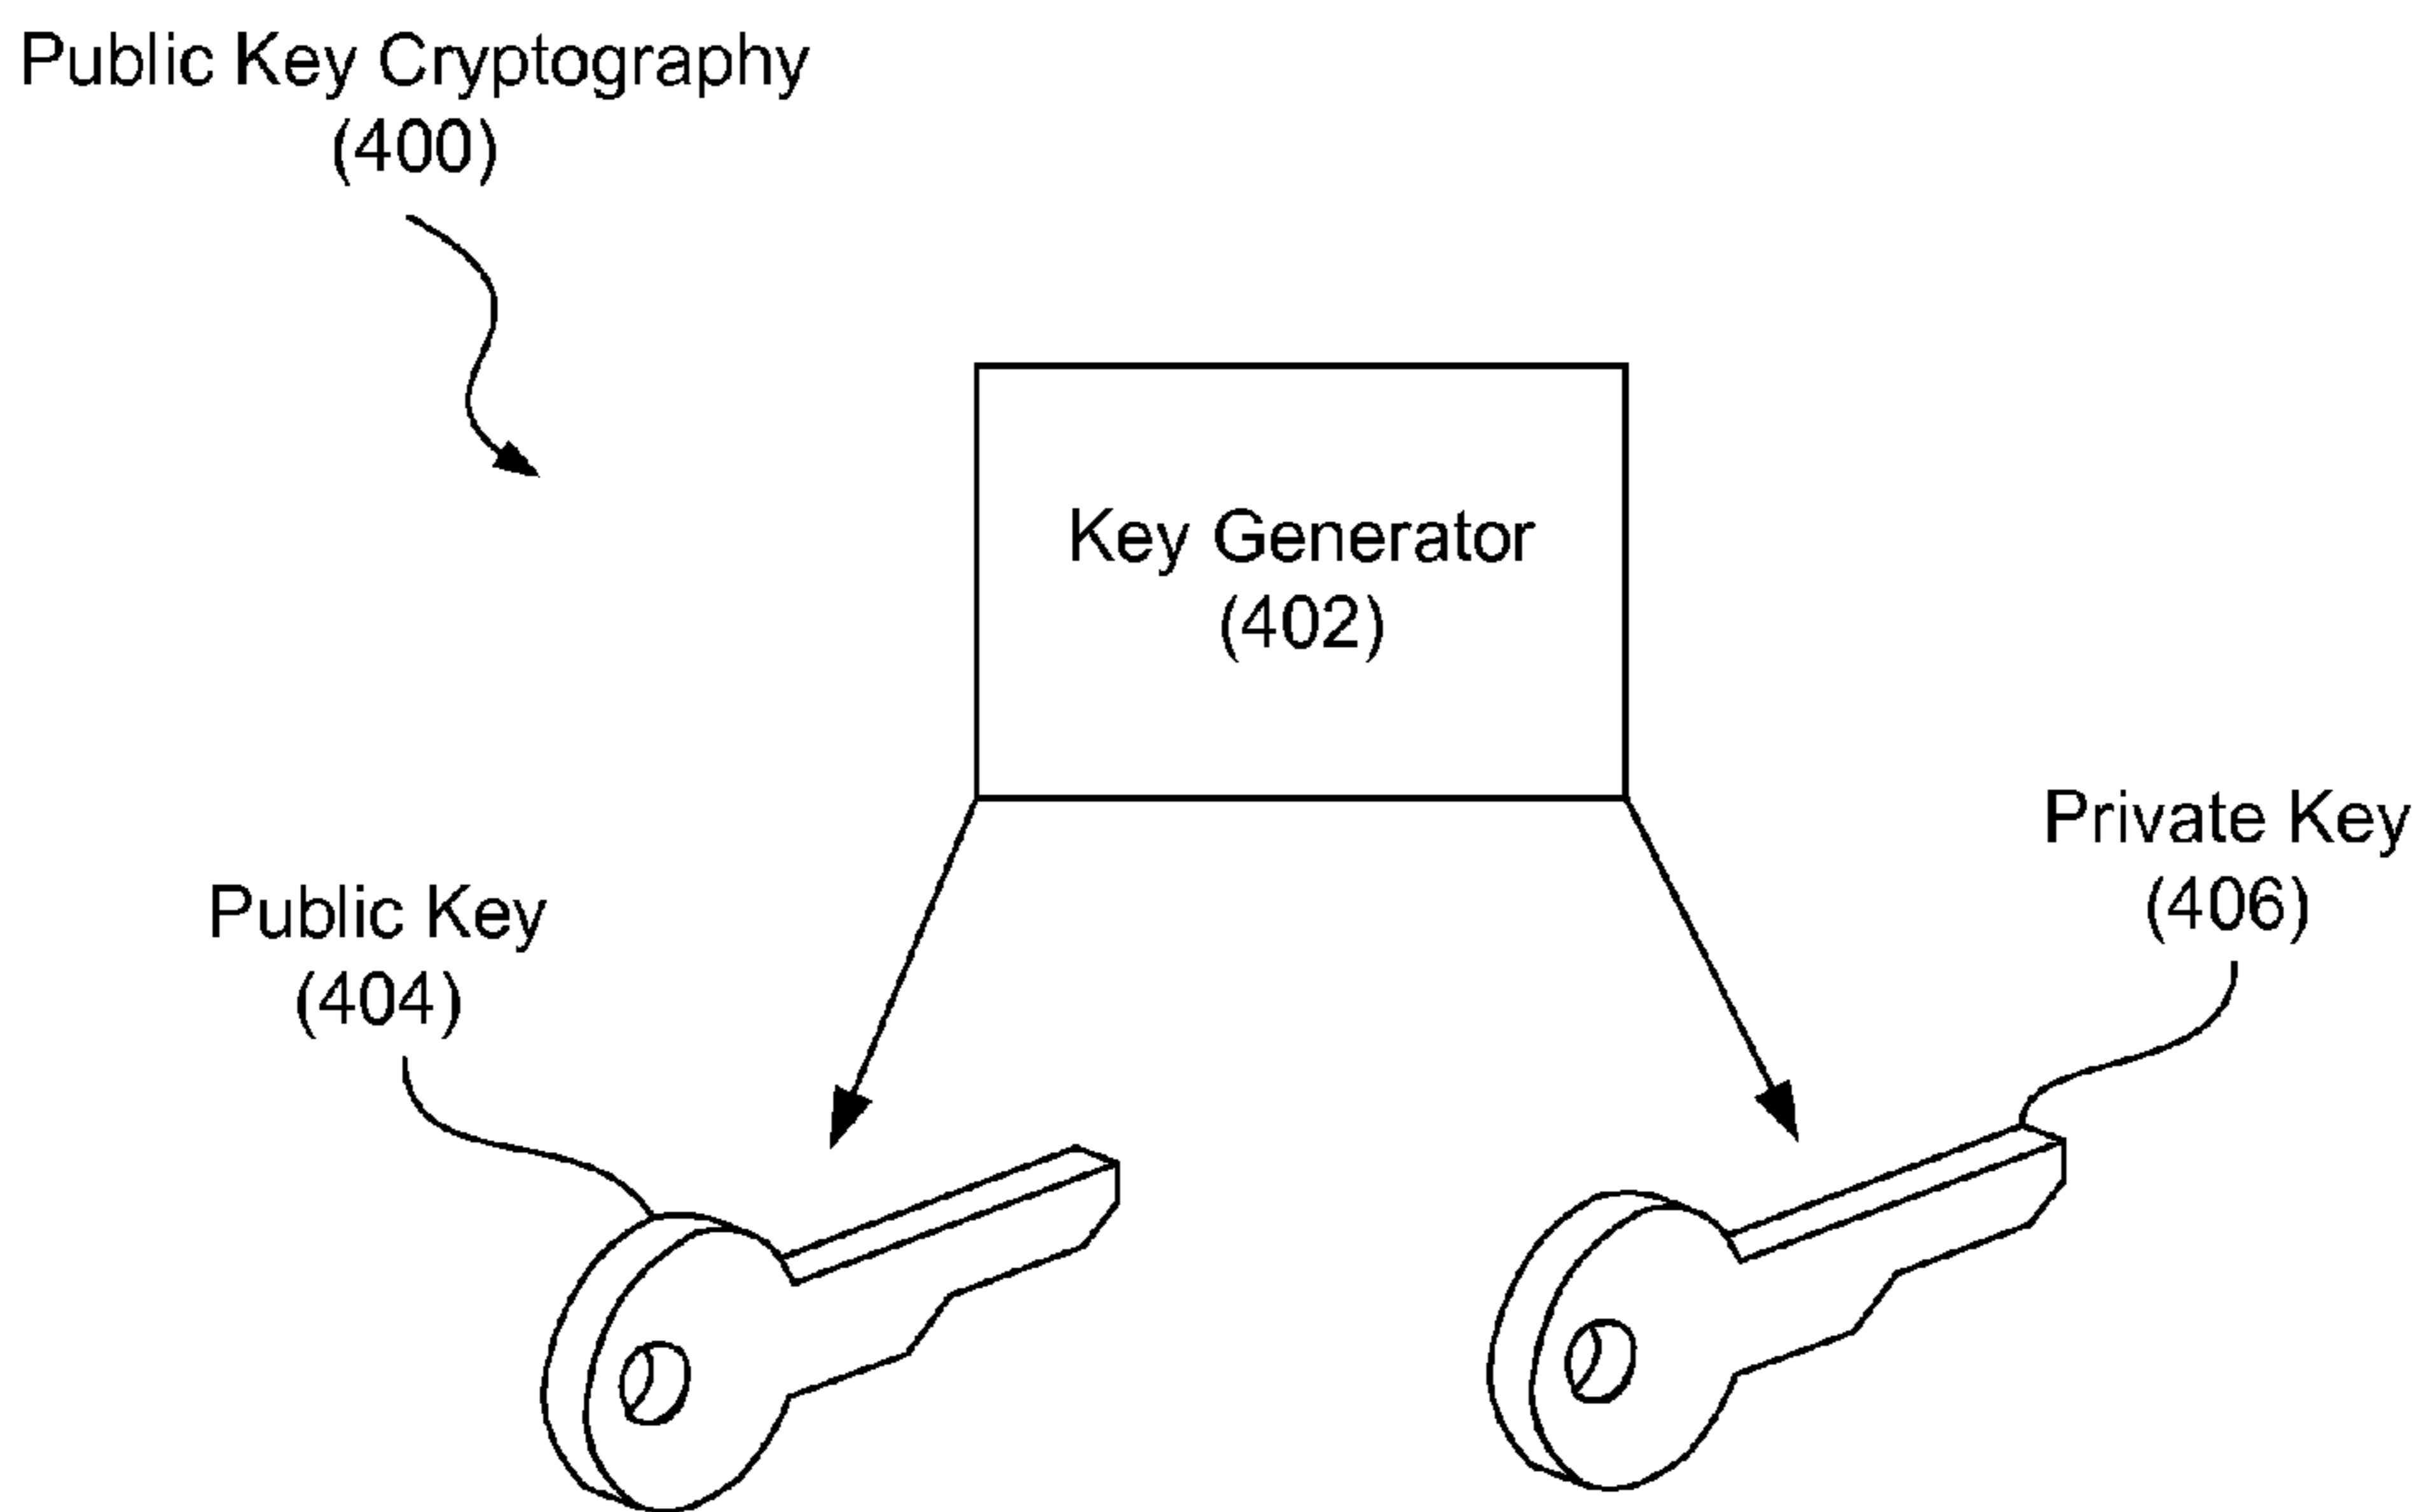 Public Key Cryptography
(400)
Key Generator
(402)
Private Key
(406)
Public Key
(404)